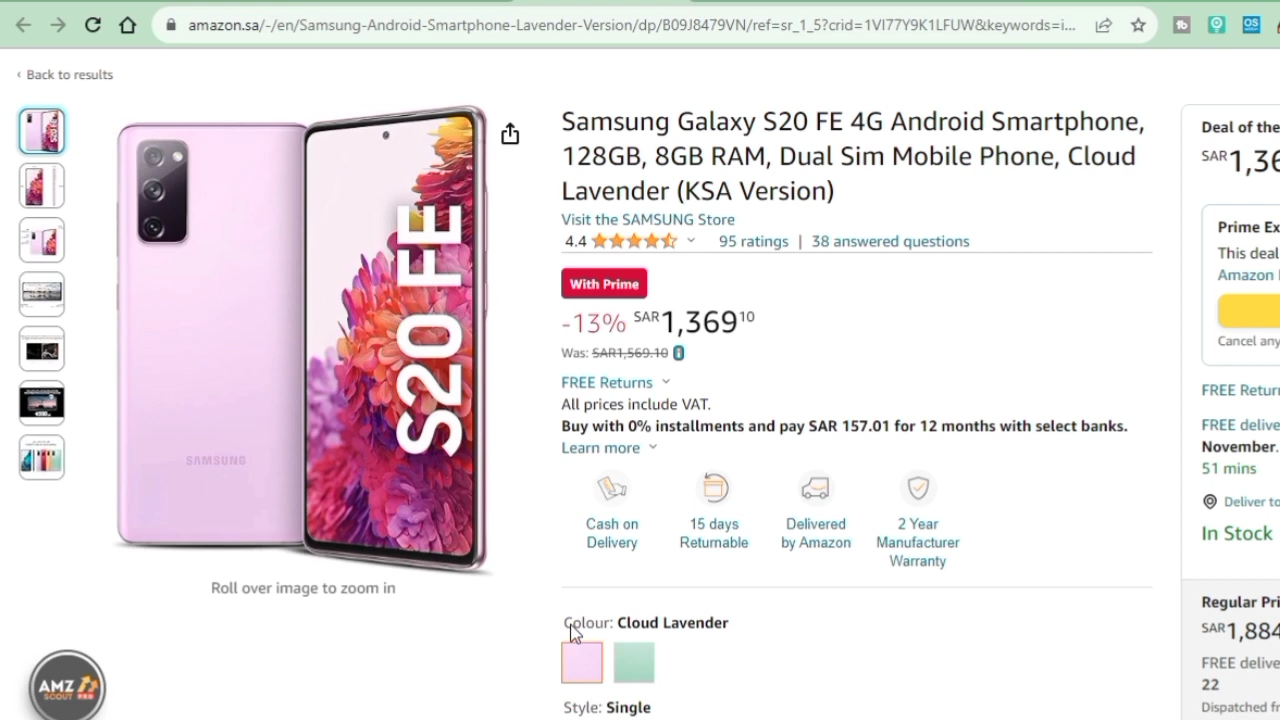 amazon.sa/-/en/Samsung-Android-Smartphone-Lavender-Version/dp/B09J8479VN/ref=sr_1_5?crid=1VI77Y9K1LFUW&keywords=i...
‹ Back to results
Samsung Galaxy S20 FE 4G Android Smartphone,
128GB, 8GB RAM, Dual Sim Mobile Phone, Cloud
Lavender (KSA Version)
Visit the SAMSUNG Store
4.4 95 ratings | 38 answered questions
With Prime
-13% SAR1,36910
Was: SAR1,569.10
FREE Returns
All prices include VAT.
Buy with 0% installments and pay SAR 157.01 for 12 months with select banks.
Learn more
Cash on
Delivery
15 days
Returnable
Delivered
by Amazon
2 Year
Manufacturer
Warranty
Colour: Cloud Lavender
Style: Single
S20 FE
SAMSUNG
Roll over image to zoom in
AMZ
SCOUT PRO
Deal of the
SAR1,36
Prime Ex
This deal
Amazon
Cancel any
FREE Return
FREE delive
November.
51 mins
Deliver to
In Stock
Regular Pri
SAR1,884
FREE delive
22
Dispatched fr